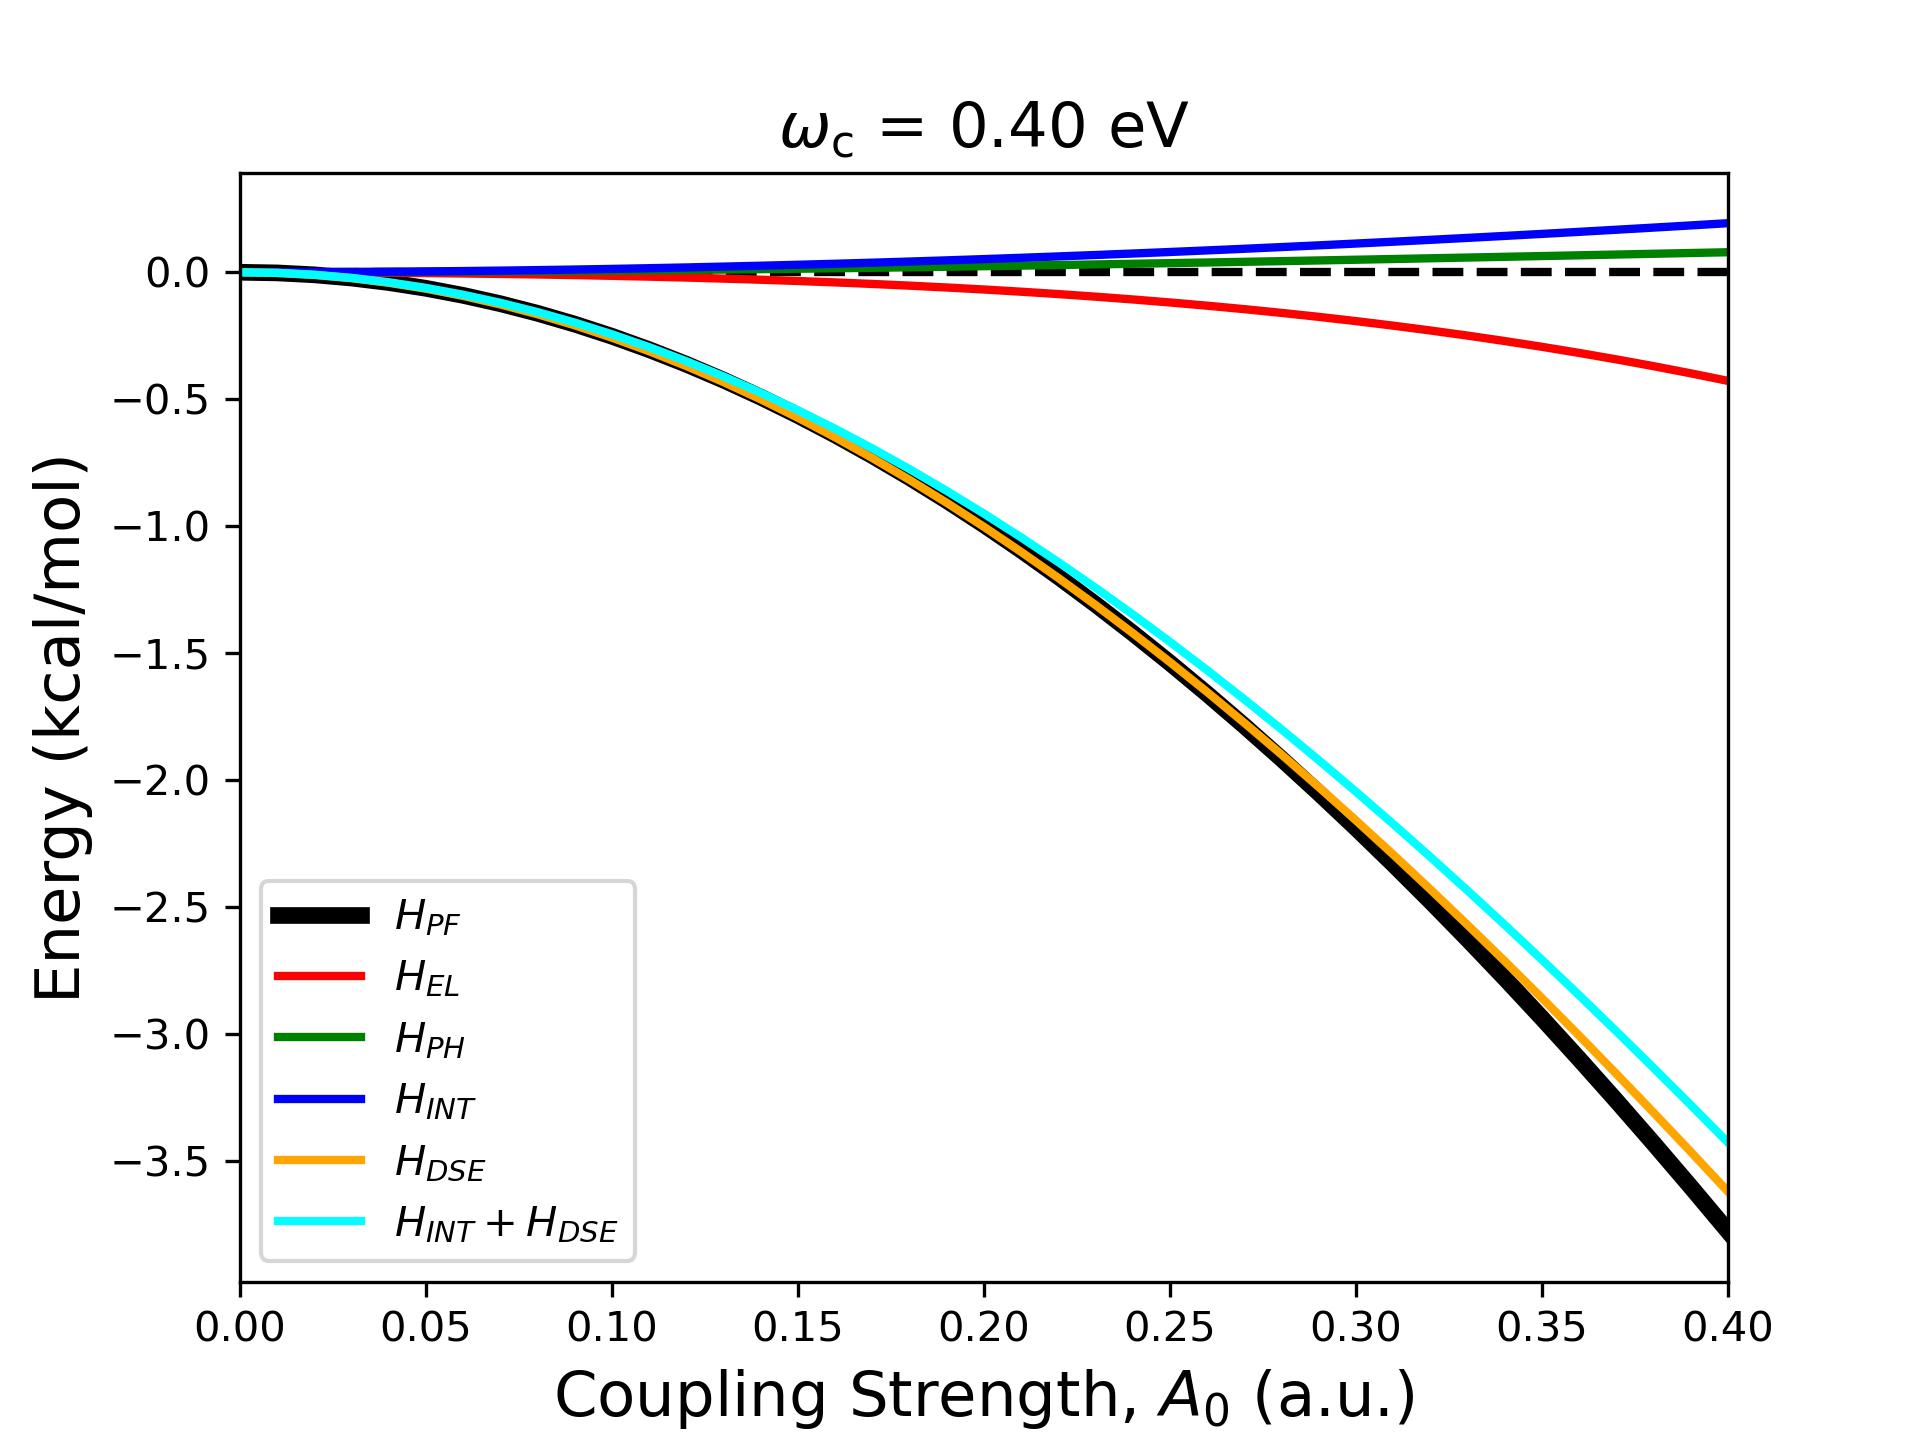 ω_c = 0.40 eV
Energy (kcal/mol)
0.0
−0.5
−1.0
−1.5
−2.0
−2.5
−3.0
−3.5
H_PF
H_EL
H_PH
H_INT
H_DSE
H_INT + H_DSE
0.00 0.05 0.10 0.15 0.20 0.25 0.30 0.35 0.40
Coupling Strength, A_0 (a.u.)